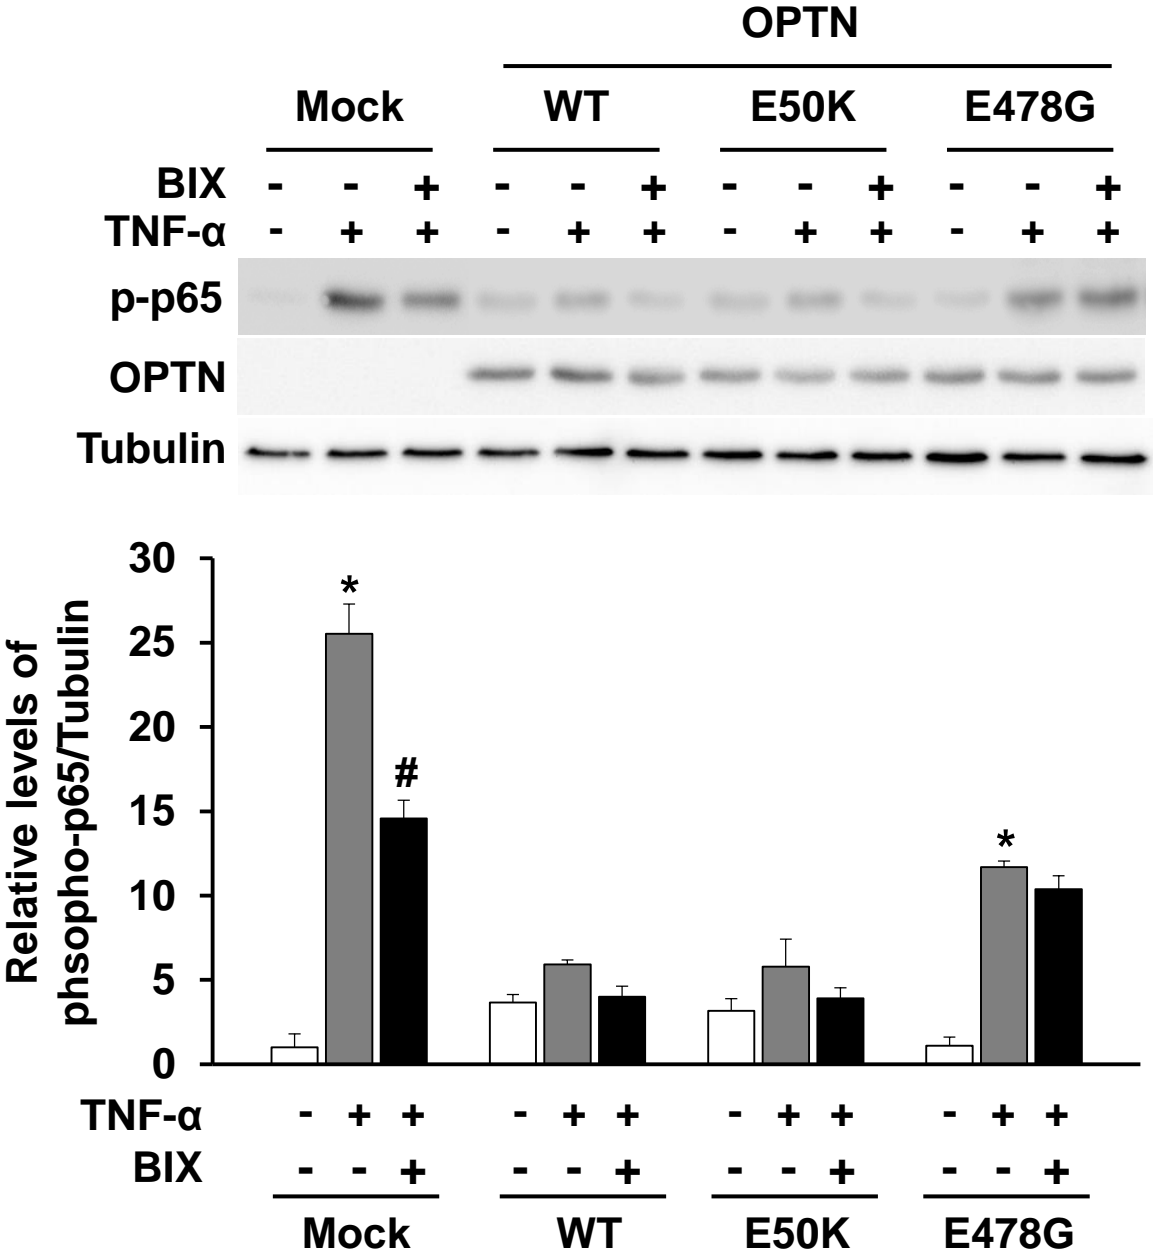 OPTN
Mock WT E50K E478G
BIX - - + - - + - - + - - +
TNF-α - + + - + + - + + - + +
p-p65
OPTN
Tubulin
Relative levels of
phsopho-p65/Tubulin
30
25
20
15
10
5
0
*
#
*
TNF-α - + + - + + - + + - + +
BIX - - + - - + - - + - - +
Mock WT E50K E478G